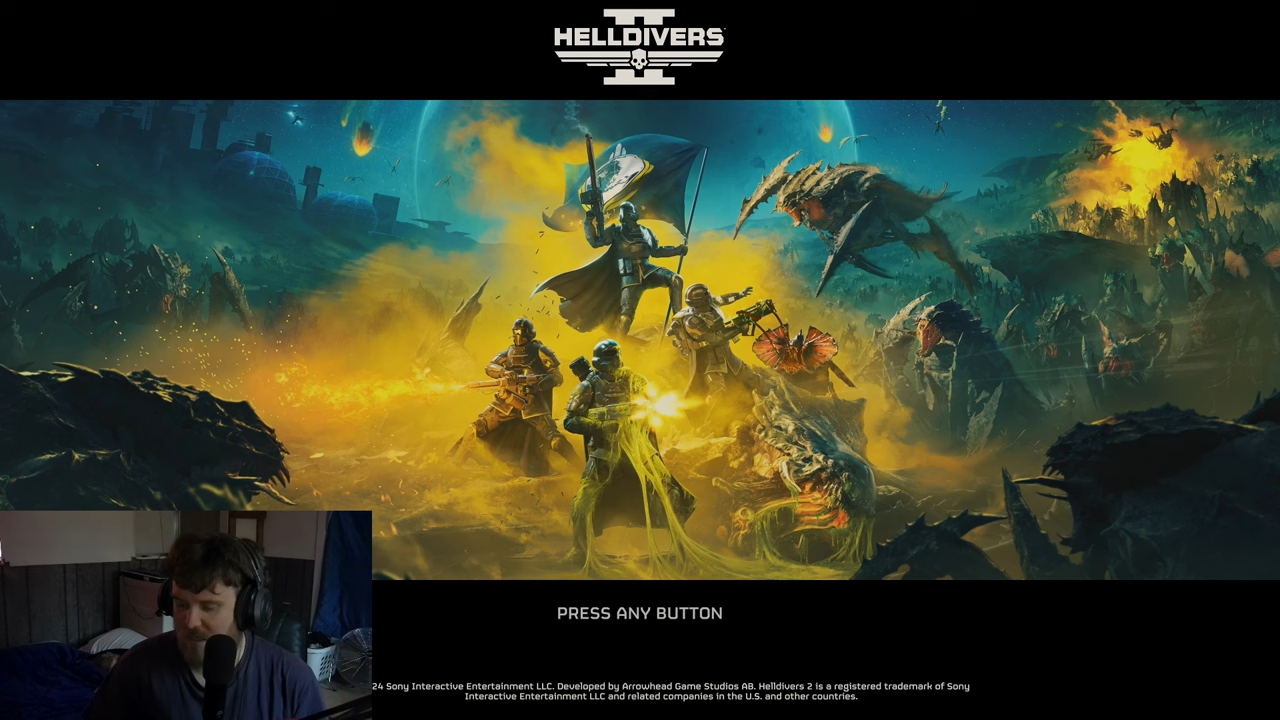 HELLDIVERS
II
PRESS ANY BUTTON
24 Sony Interactive Entertainment LLC. Developed by Arrowhead Game Studios AB. Helldivers 2 is a registered trademark of Sony
Interactive Entertainment LLC and related companies in the U.S. and other countries.